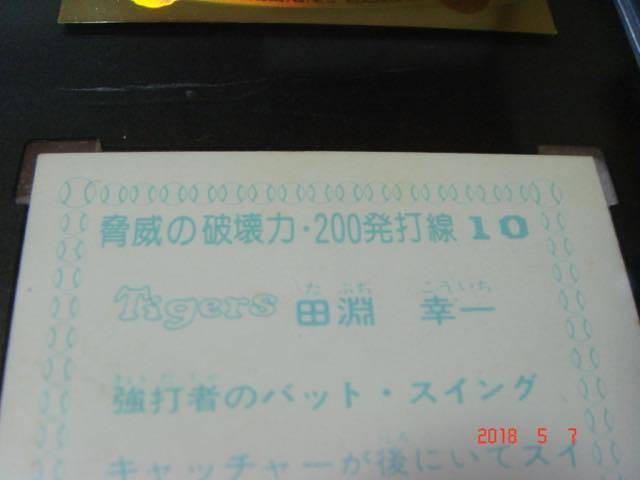 脅威の破壊力・200発打線 10
Tigers 田淵 幸一
た ぶち こういち
強打者のバット・スイング
キャッチャーが後にいてスイ
2018 5 7